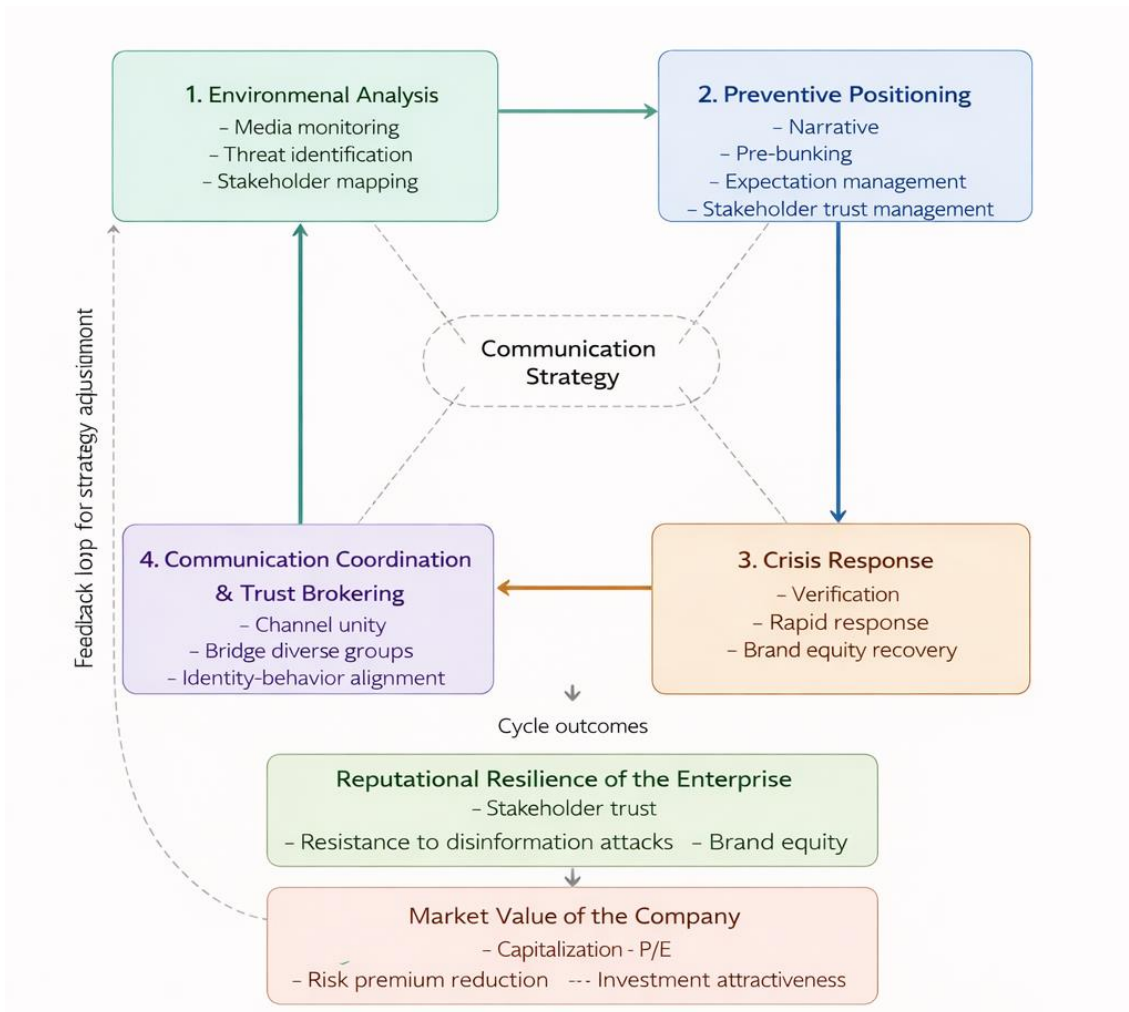 1. Environmenal Analysis
– Media monitoring
– Threat identification
– Stakeholder mapping
2. Preventive Positioning
– Narrative
– Pre-bunking
– Expectation management
– Stakeholder trust management
Communication
Strategy
Feedback loop for strategy
4. Communication Coordination
& Trust Brokering
– Channel unity
– Bridge diverse groups
– Identity-behavior alignment
3. Crisis Response
– Verification
– Rapid response
– Brand equity recovery
Cycle outcomes
Reputational Resilience of the Enterprise
– Stakeholder trust
– Resistance to disinformation attacks – Brand equity
Market Value of the Company
– Capitalization - P/E
– Risk premium reduction --- Investment attractiveness